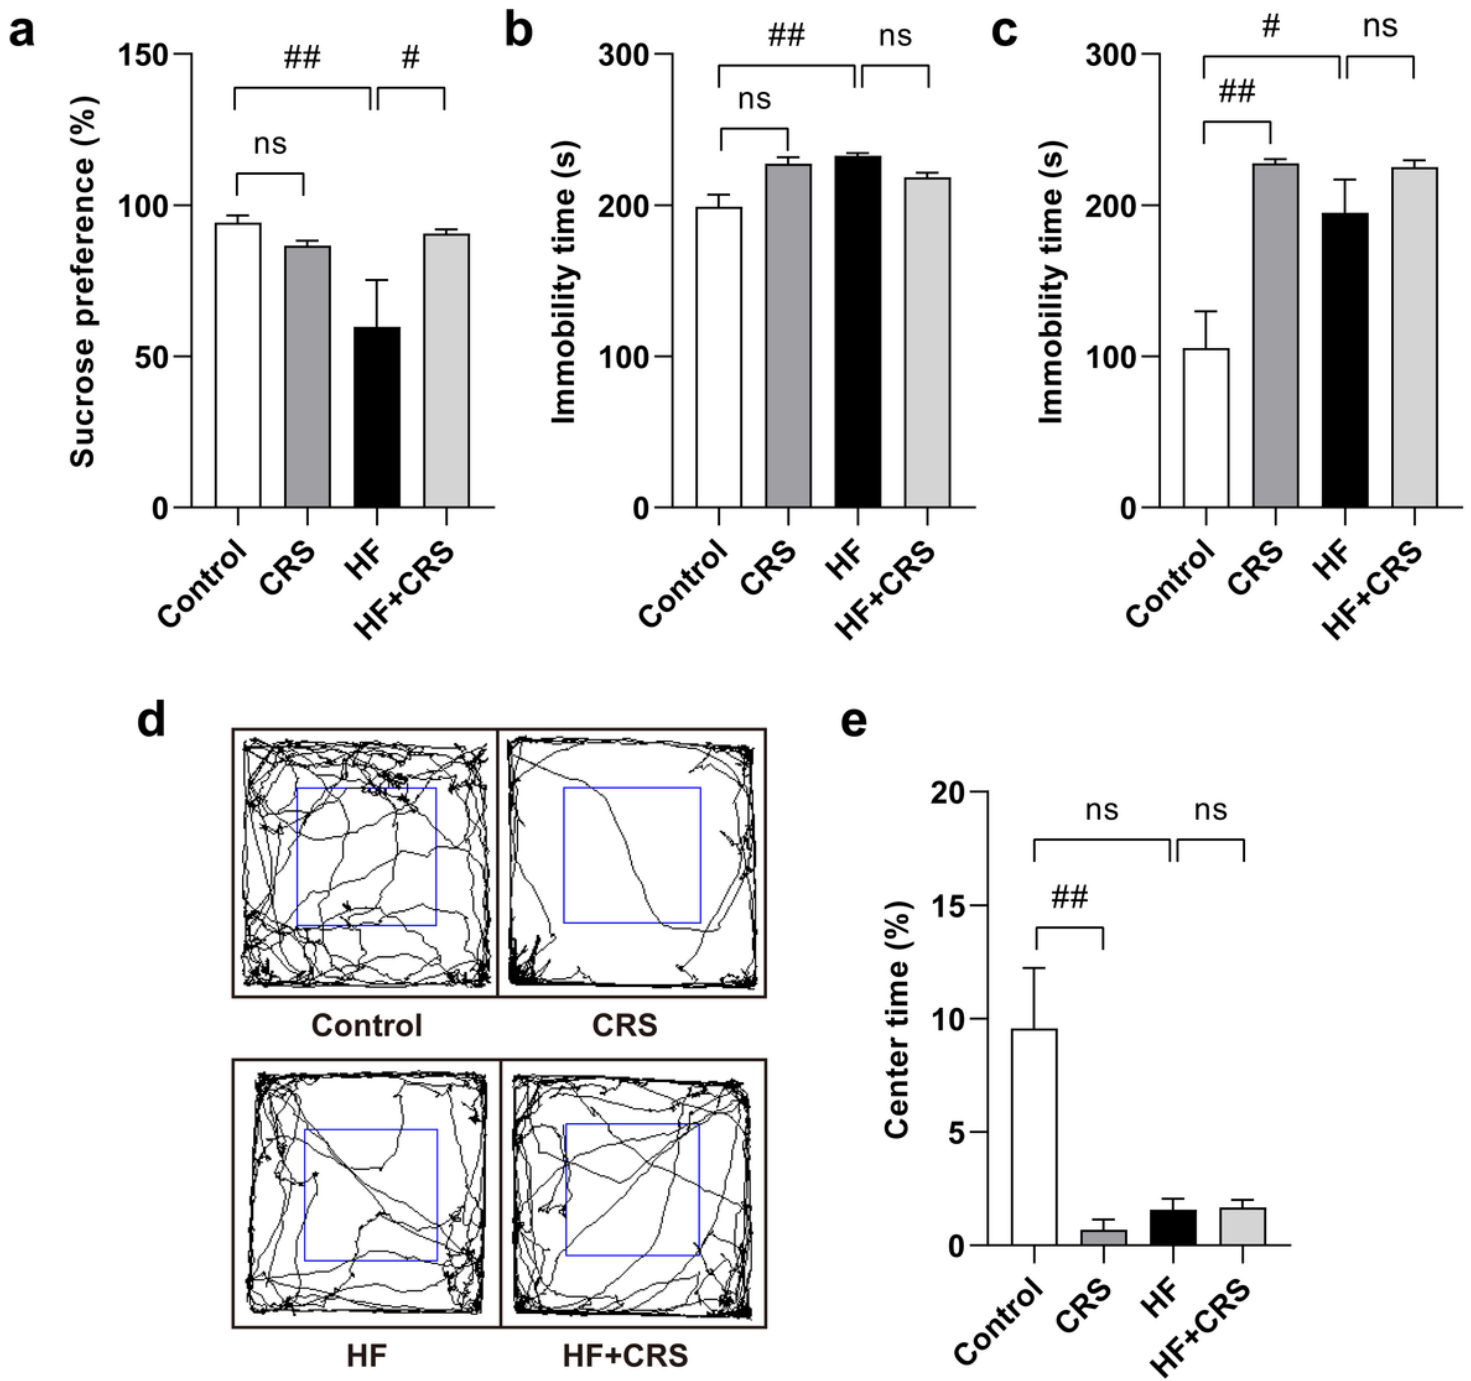 a
Sucrose preference (%)
150
100
50
0
##
#
ns
Control
CRS
HF
HF+CRS
b
Immobility time (s)
300
200
100
0
##
ns
ns
Control
CRS
HF
HF+CRS
c
Immobility time (s)
300
200
100
0
#
ns
##
Control
CRS
HF
HF+CRS
d
Control
CRS
HF
HF+CRS
e
Center time (%)
20
15
10
5
0
ns
ns
##
Control
CRS
HF
HF+CRS